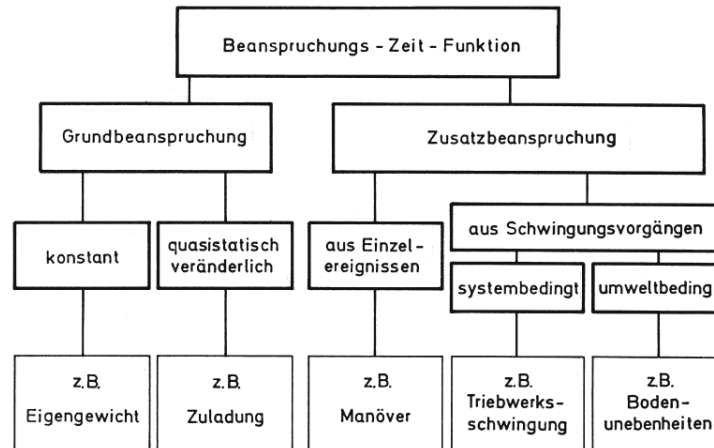 Beanspruchungs - Zeit - Funktion
Grundbeanspruchung
Zusatzbeanspruchung
konstant
quasistatisch
veränderlich
aus Einzel-
ereignissen
aus Schwingungsvorgängen
systembedingt
umweltbeding
z.B.
Eigengewicht
z.B.
Zuladung
z.B.
Manöver
z.B.
Triebwerks-
schwingung
z.B.
Boden-
unebenheiten